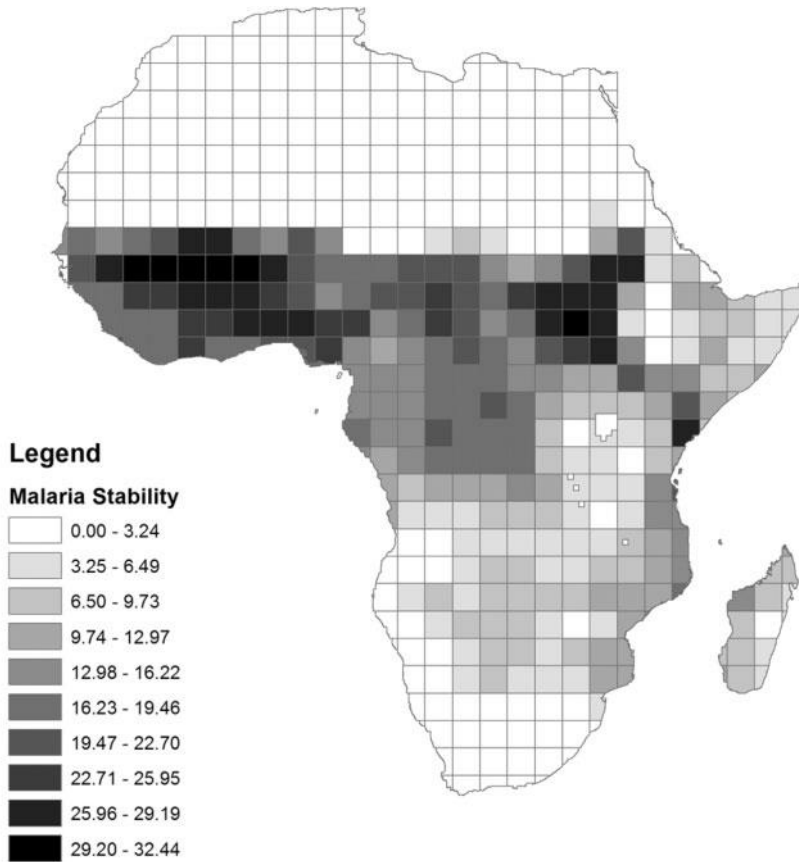 Legend
Malaria Stability
0.00 - 3.24
3.25 - 6.49
6.50 - 9.73
9.74 - 12.97
12.98 - 16.22
16.23 - 19.46
19.47 - 22.70
22.71 - 25.95
25.96 - 29.19
29.20 - 32.44